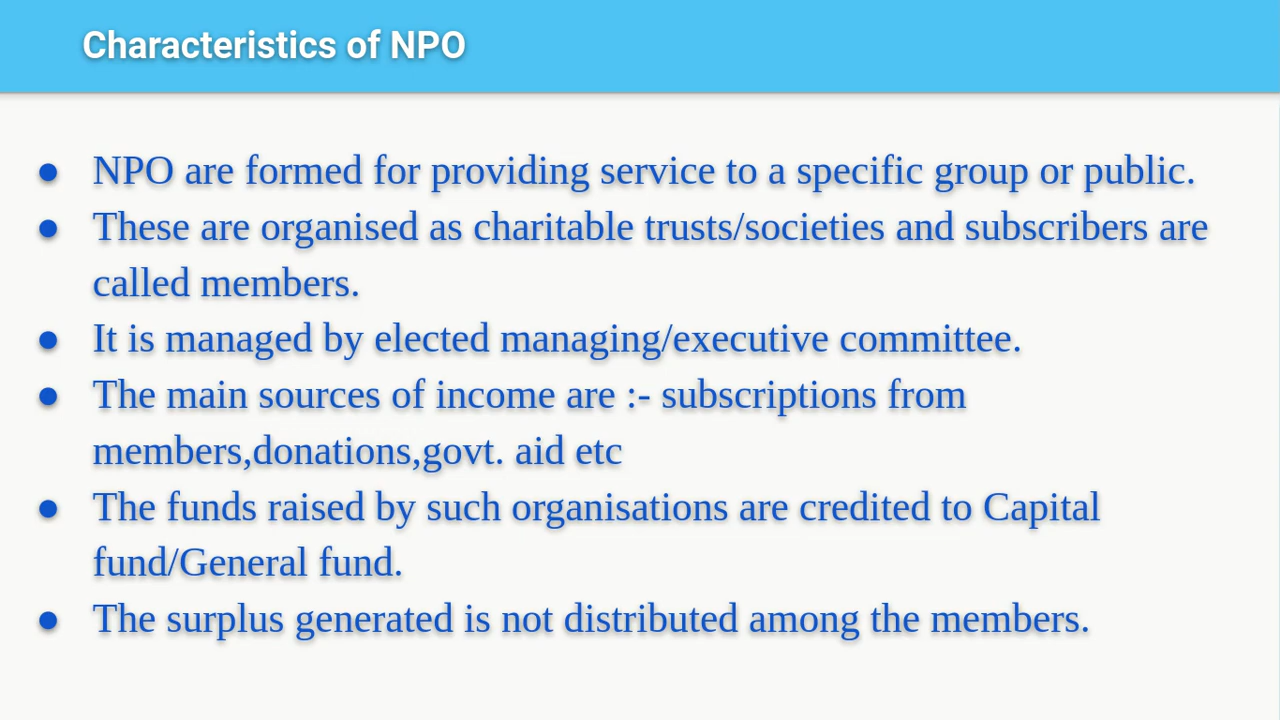 Characteristics of NPO
● NPO are formed for providing service to a specific group or public.
● These are organised as charitable trusts/societies and subscribers are
called members.
● It is managed by elected managing/executive committee.
● The main sources of income are :- subscriptions from
members,donations,govt. aid etc
● The funds raised by such organisations are credited to Capital
fund/General fund.
● The surplus generated is not distributed among the members.